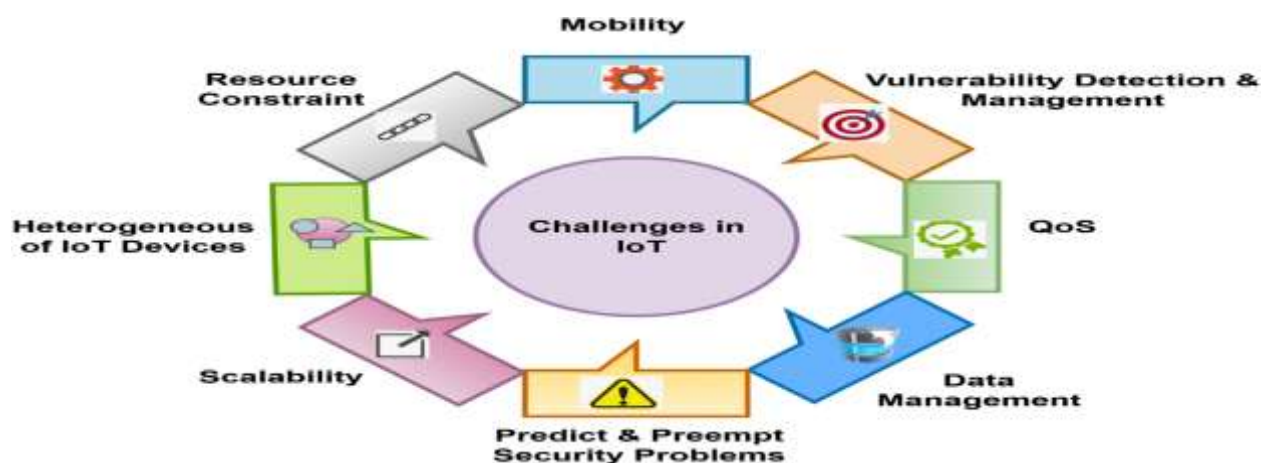 Mobility
Resource
Constraint
Vulnerability Detection &
Management
Heterogeneous
of IoT Devices
Challenges in
IoT
QoS
Scalability
Data
Management
Predict & Preempt
Security Problems